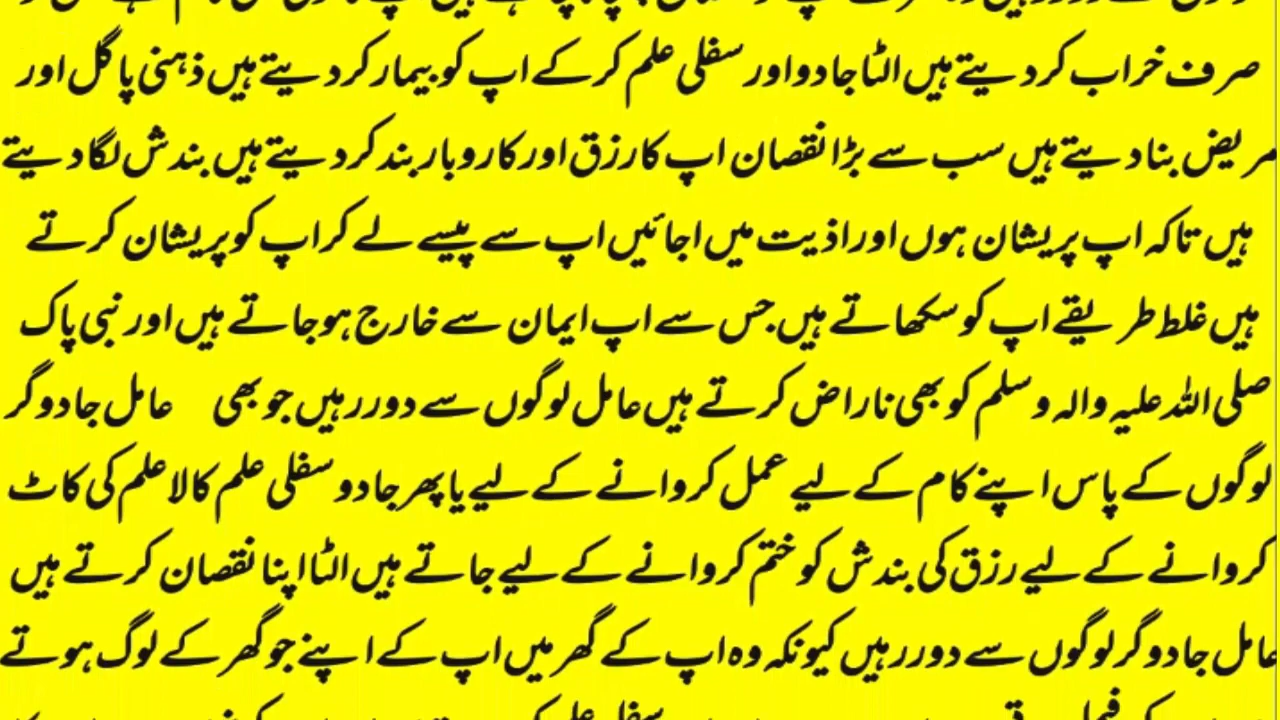 صرف خراب کر دیتے ہیں الٹا جادو اور سفلی علم کر کے اپ کو بیمار کر دیتے ہیں ذہنی پاگل اور
مریض بنا دیتے ہیں سب سے بڑا نقصان اپ کا رزق اور کاروبار بند کر دیتے ہیں بندش لگا دیتے
ہیں تاکہ اپ پریشان ہوں اور اذیت میں اجائیں اپ سے پیسے لے کر اپ کو پریشان کرتے
ہیں غلط طریقے اپ کو سکھاتے ہیں جس سے اپ ایمان سے خارج ہو جاتے ہیں اور نبی پاک
صلی اللہ علیہ والہ وسلم کو بھی ناراض کرتے ہیں عامل لوگوں سے دور رہیں جو بھی عامل جادوگر
لوگوں کے پاس اپنے کام کے لیے عمل کروانے کے لیے یا پھر جادو سفلی علم کالا علم کی کاٹ
کروانے کے لیے رزق کی بندش کو ختم کروانے کے لیے جاتے ہیں الٹا اپنا نقصان کرتے ہیں
عامل جادوگر لوگوں سے دور رہیں کیونکہ وہ اپ کے گھر میں اپ کے اپنے جو گھر کے لوگ ہوتے